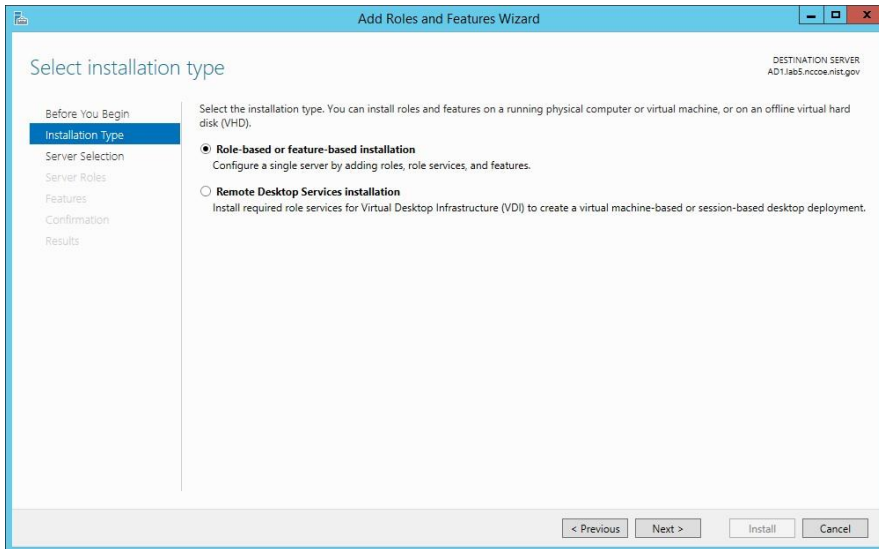 Add Roles and Features Wizard
x
Select installation type
DESTINATION SERVER
AD1.lab5.nccoe.nist.gov
Before You Begin
Installation Type
Server Selection
Server Roles
Features
Confirmation
Results
Select the installation type. You can install roles and features on a running physical computer or virtual machine, or on an offline virtual hard
disk (VHD).
Role-based or feature-based installation
Configure a single server by adding roles, role services, and features.
Remote Desktop Services installation
Install required role services for Virtual Desktop Infrastructure (VDI) to create a virtual machine-based or session-based desktop deployment.
< Previous
Next >
Install
Cancel